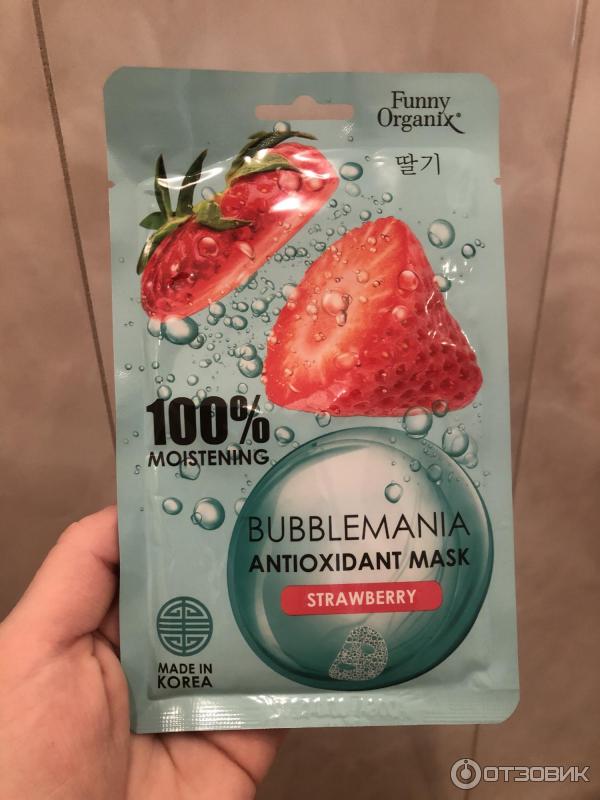 Funny
Organix®
딸기
100%
MOISTENING
BUBBLEMANIA
ANTIOXIDANT MASK
STRAWBERRY
MADE IN
KOREA
ОТЗОВИК